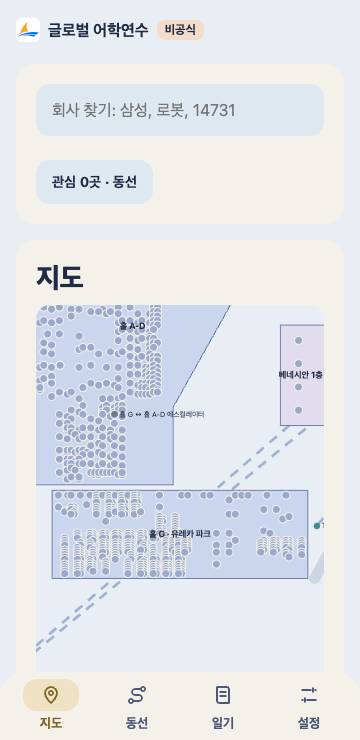 글로벌 어학연수 비공식
회사 찾기: 삼성, 로봇, 14731
관심 0곳 · 동선
지도
홀 A-D
베네시안 1층
홀 G ↔ 홀 A-D 에스컬레이터
홀 G · 유레카 파크
지도 동선 일기 설정